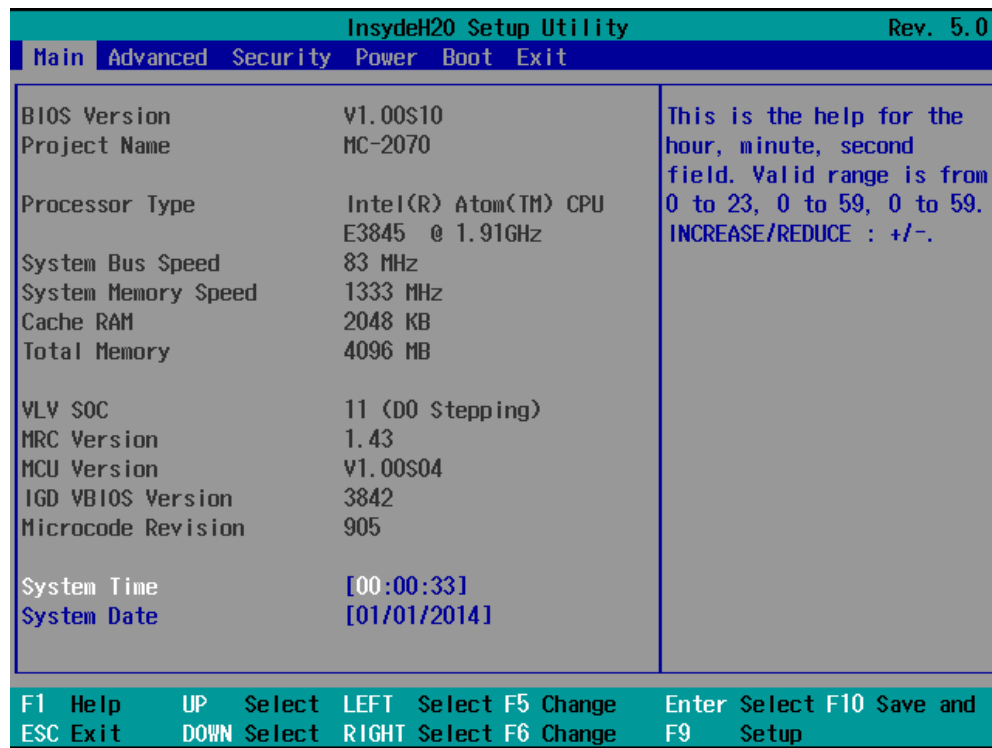 InsydeH20 Setup Utility Rev. 5.0
Main Advanced Security Power Boot Exit
BIOS Version V1.00S10
Project Name MC-2070
Processor Type Intel(R) Atom(TM) CPU
E3845 @ 1.91GHz
System Bus Speed 83 MHz
System Memory Speed 1333 MHz
Cache RAM 2048 KB
Total Memory 4096 MB
VLV SOC 11 (D0 Stepping)
MRC Version 1.43
MCU Version V1.00S04
IGD VBIOS Version 3842
Microcode Revision 905
System Time [00:00:33]
System Date [01/01/2014]
This is the help for the
hour, minute, second
field. Valid range is from
0 to 23, 0 to 59, 0 to 59.
INCREASE/REDUCE : +/-.
F1 Help UP Select LEFT Select F5 Change Enter Select F10 Save and
ESC Exit DOWN Select RIGHT Select F6 Change F9 Setup